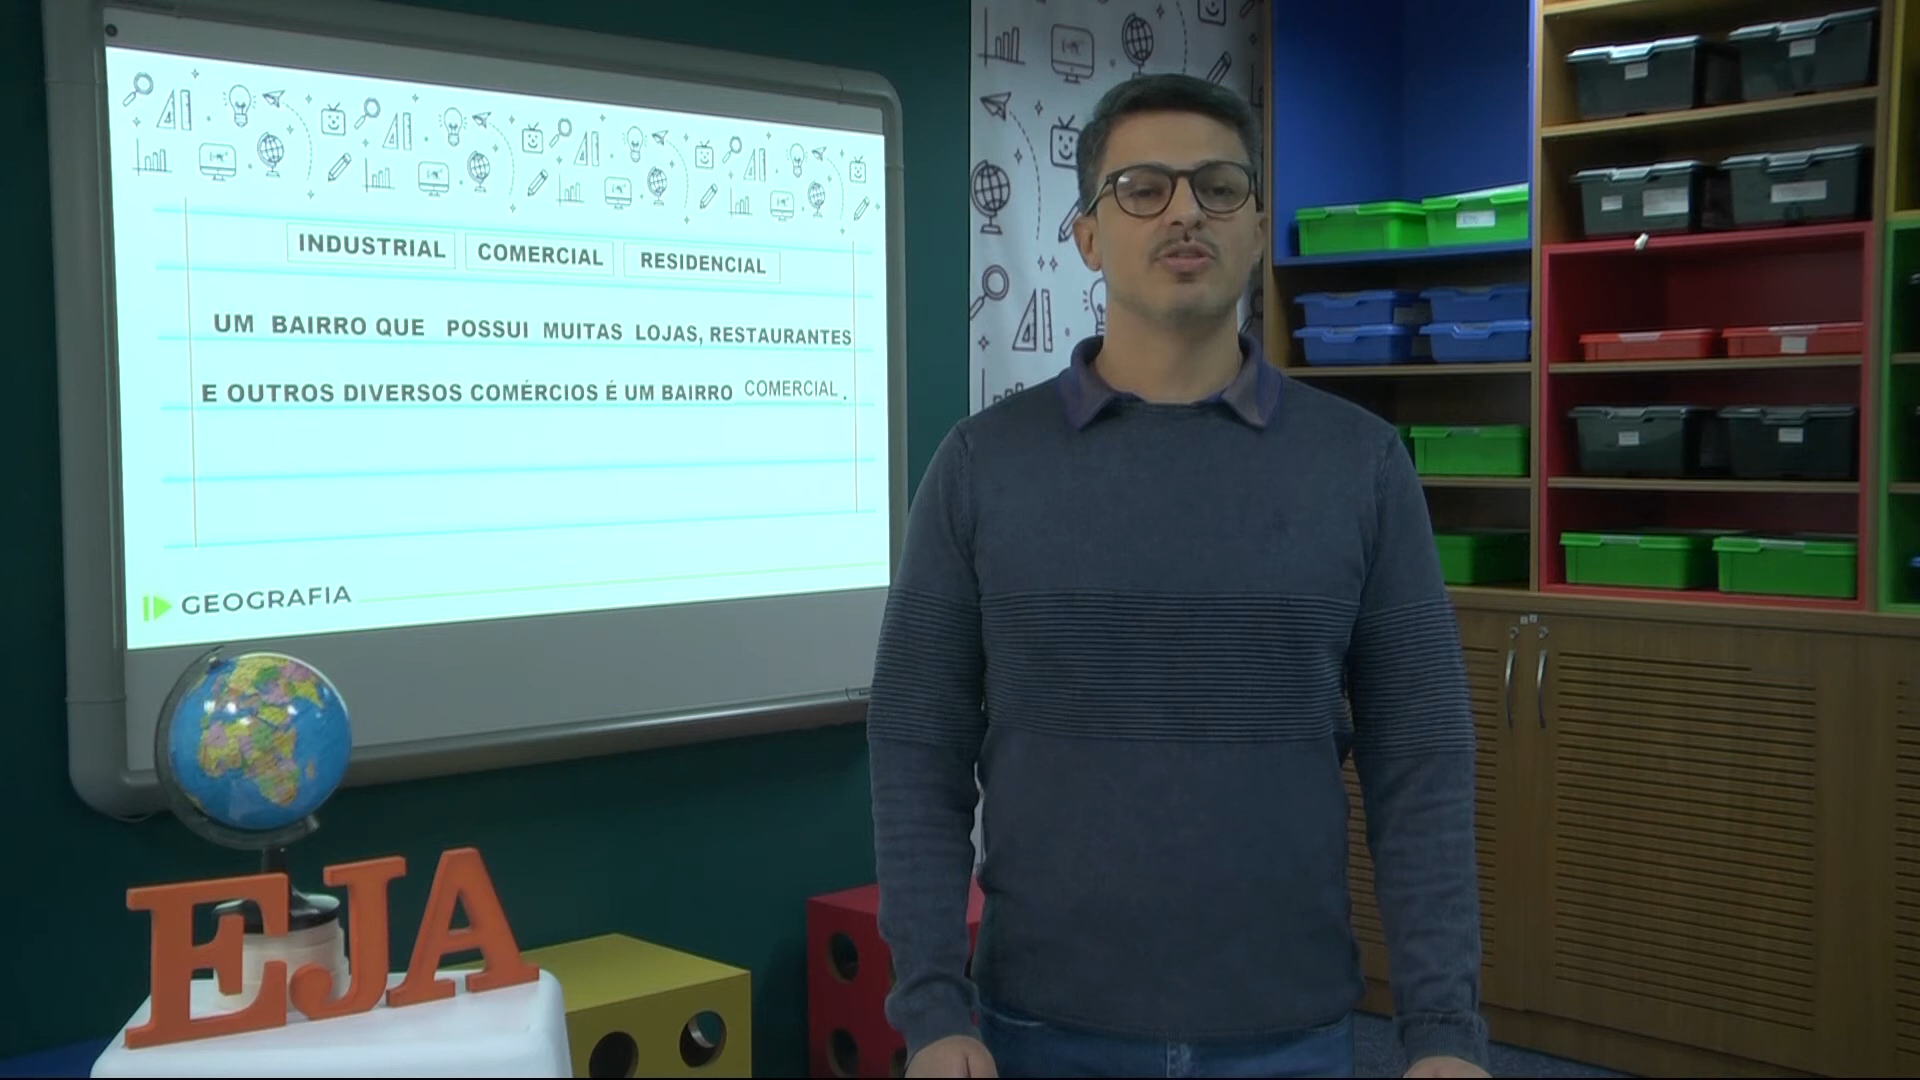 INDUSTRIAL COMERCIAL RESIDENCIAL
UM BAIRRO QUE POSSUI MUITAS LOJAS, RESTAURANTES
E OUTROS DIVERSOS COMÉRCIOS É UM BAIRRO COMERCIAL.
GEOGRAFIA
EJA